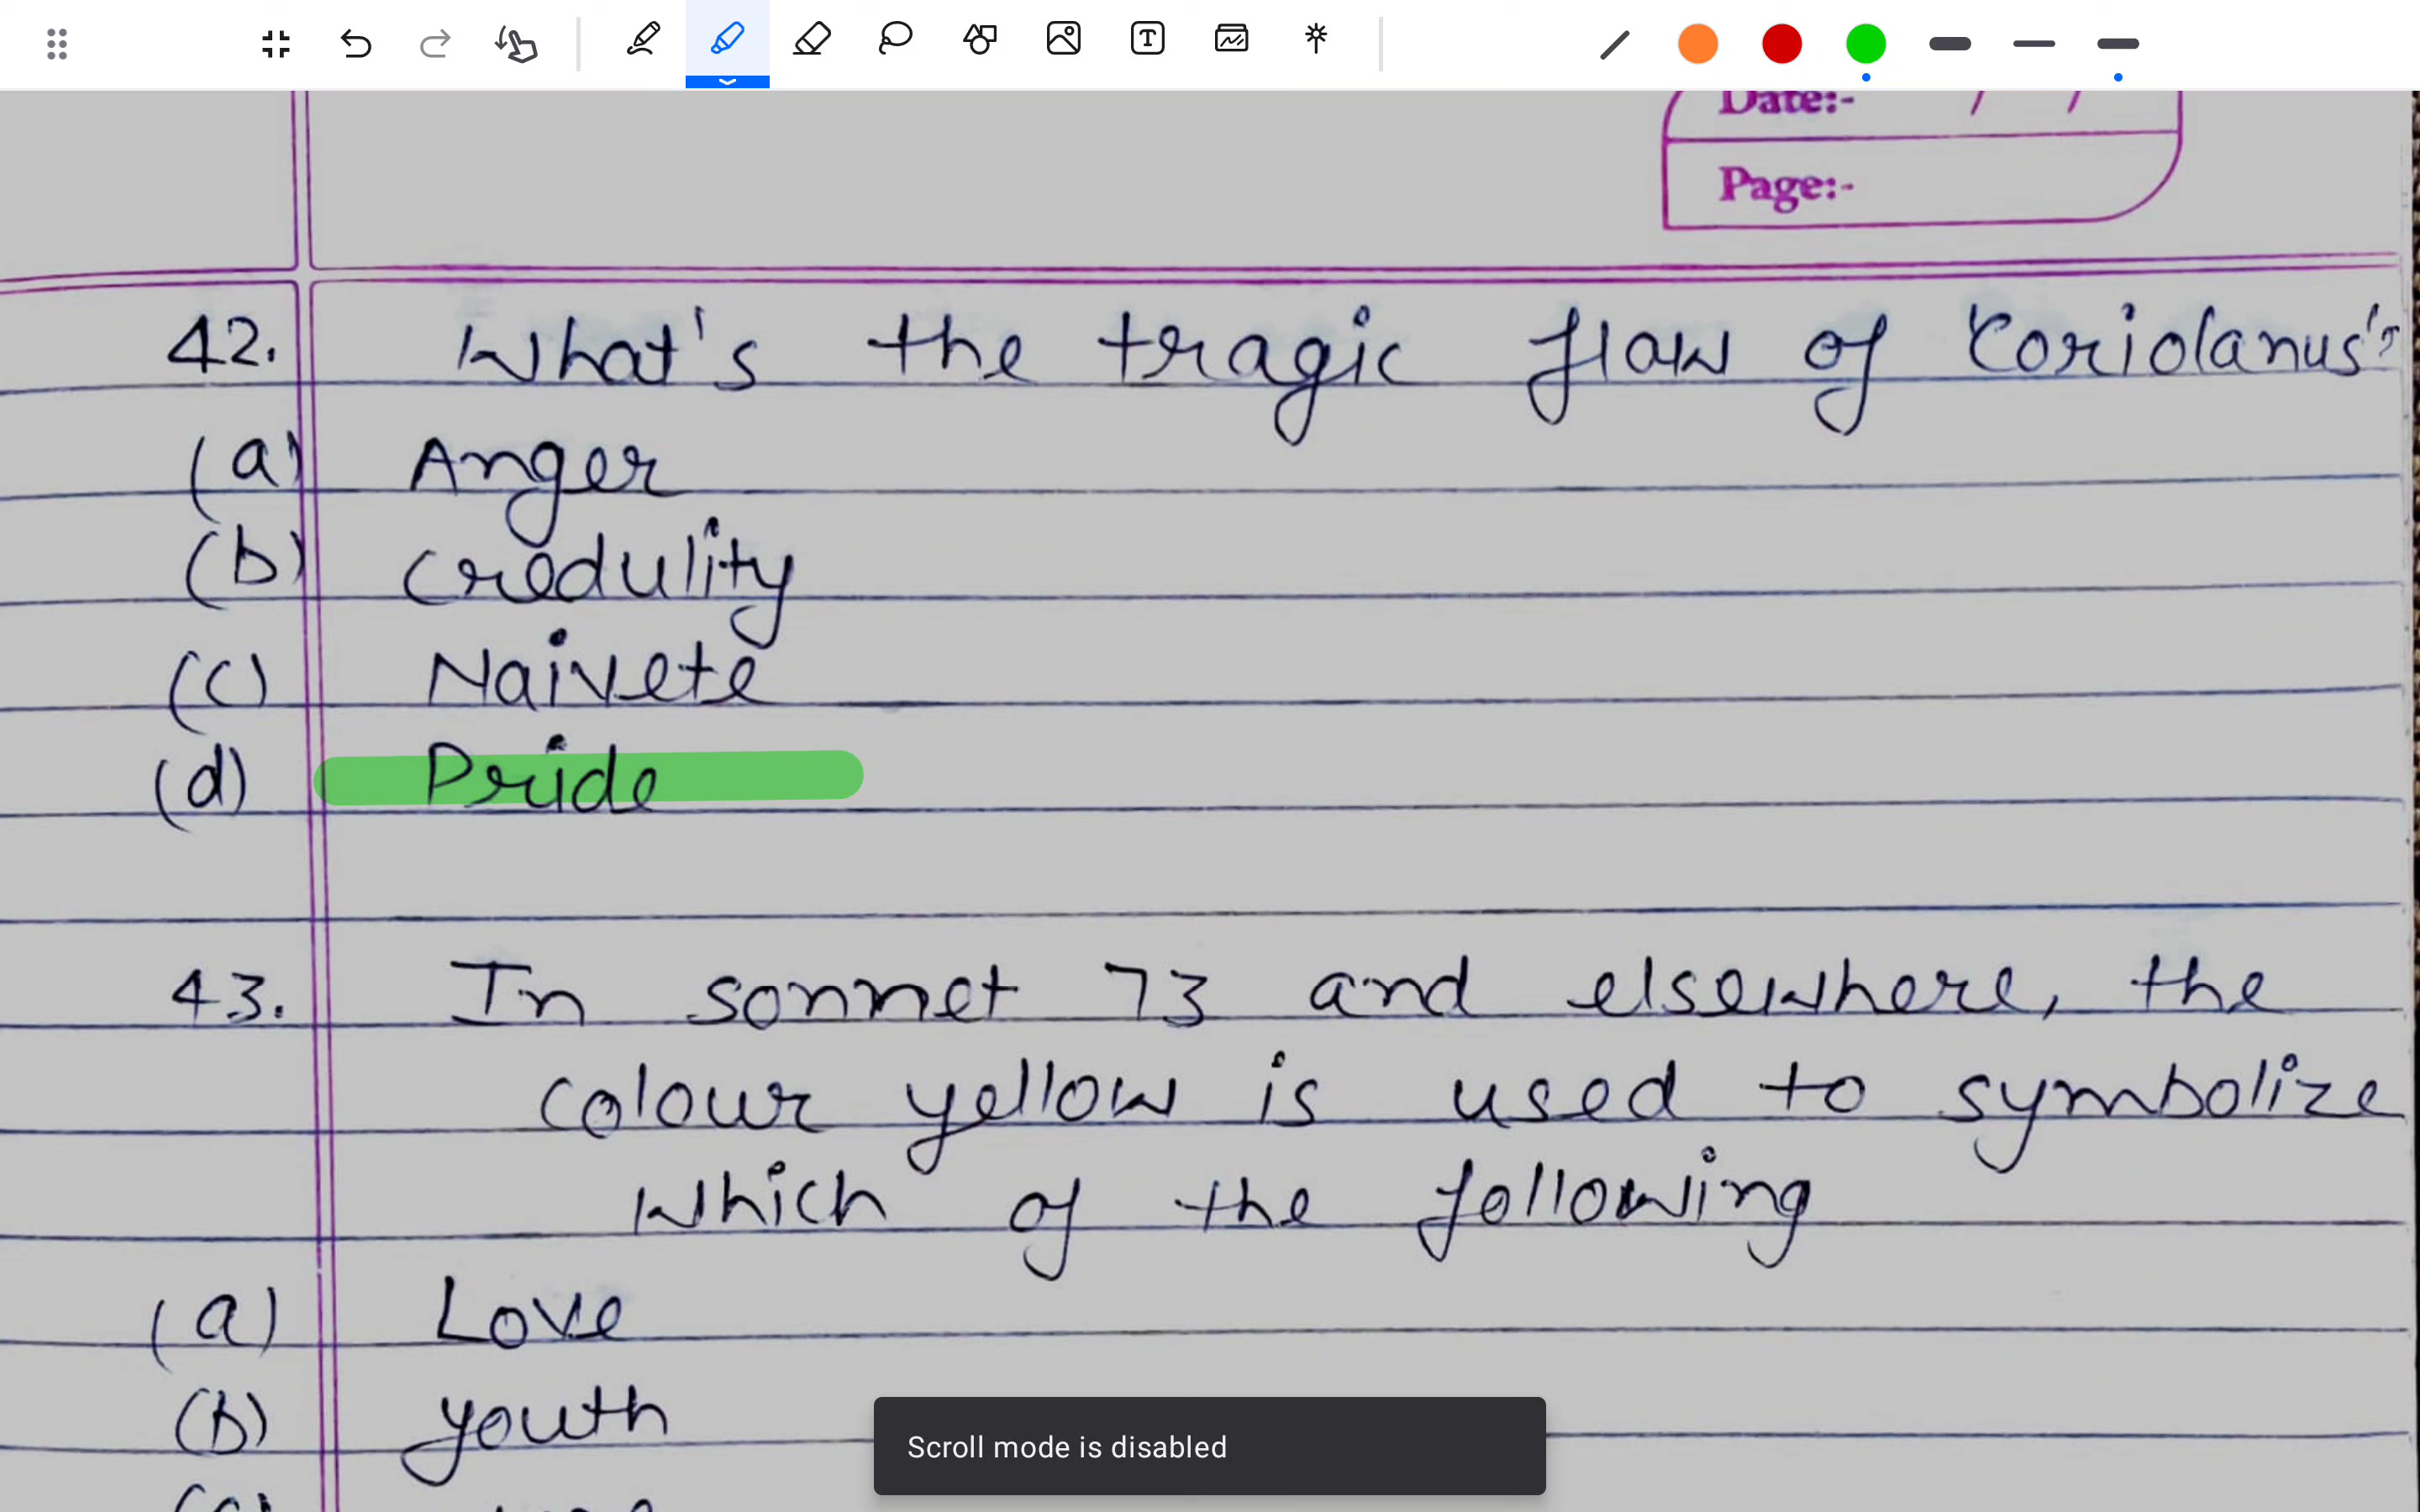 Date:-
Page:-
42. What's the tragic flaw of Coriolanus's
(a) Anger
(b) Credulity
(c) Naivete
(d) Pride
43. In sonnet 73 and elsewhere, the
colour yellow is used to symbolize
which of the following
(a) Love
(b) youth
Scroll mode is disabled